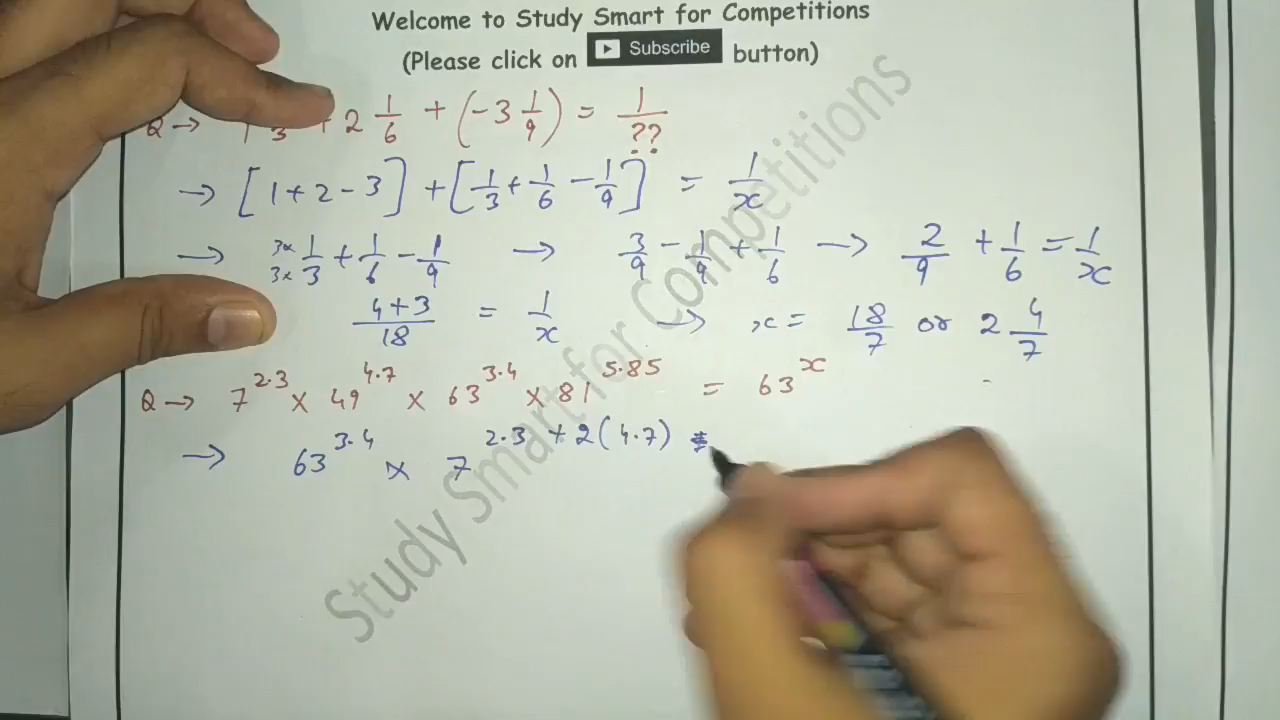 Welcome to Study Smart for Competitions
(Please click on Subscribe button)
Q → 1 1/3 + 2 1/6 + (-3 1/9) = 1/??
→ [1+2-3] + [1/3 + 1/6 - 1/9] = 1/x
→ 3x1/3x3 + 1/6 - 1/9 → 3/9 - 1/9 + 1/6 → 2/9 + 1/6 = 1/x
4+3/18 = 1/x → x = 18/7 or 2 4/7
Q → 7^2.3 x 49^4.7 x 63^3.4 x 81^5.85 = 63^x
→ 63^3.4 x 7^2.3+2(4.7)
Study Smart for Competitions